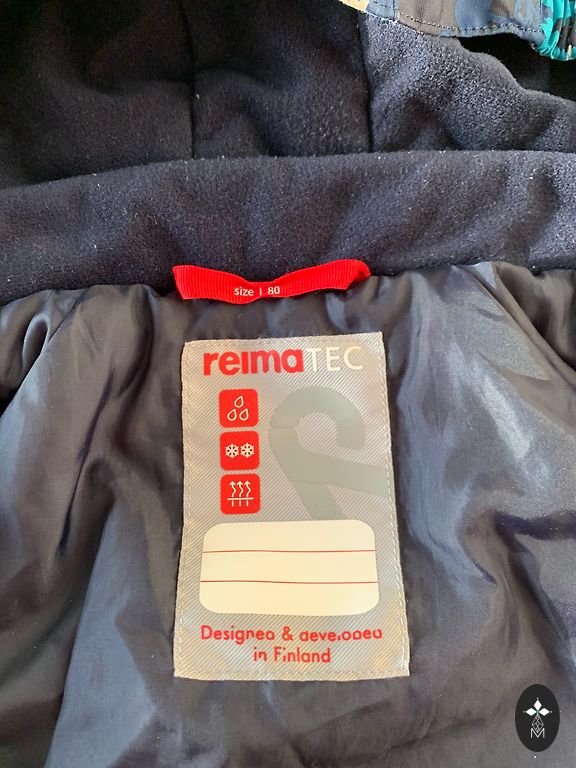 size | 80
reimaTEC
Designed & developed
in Finland
M